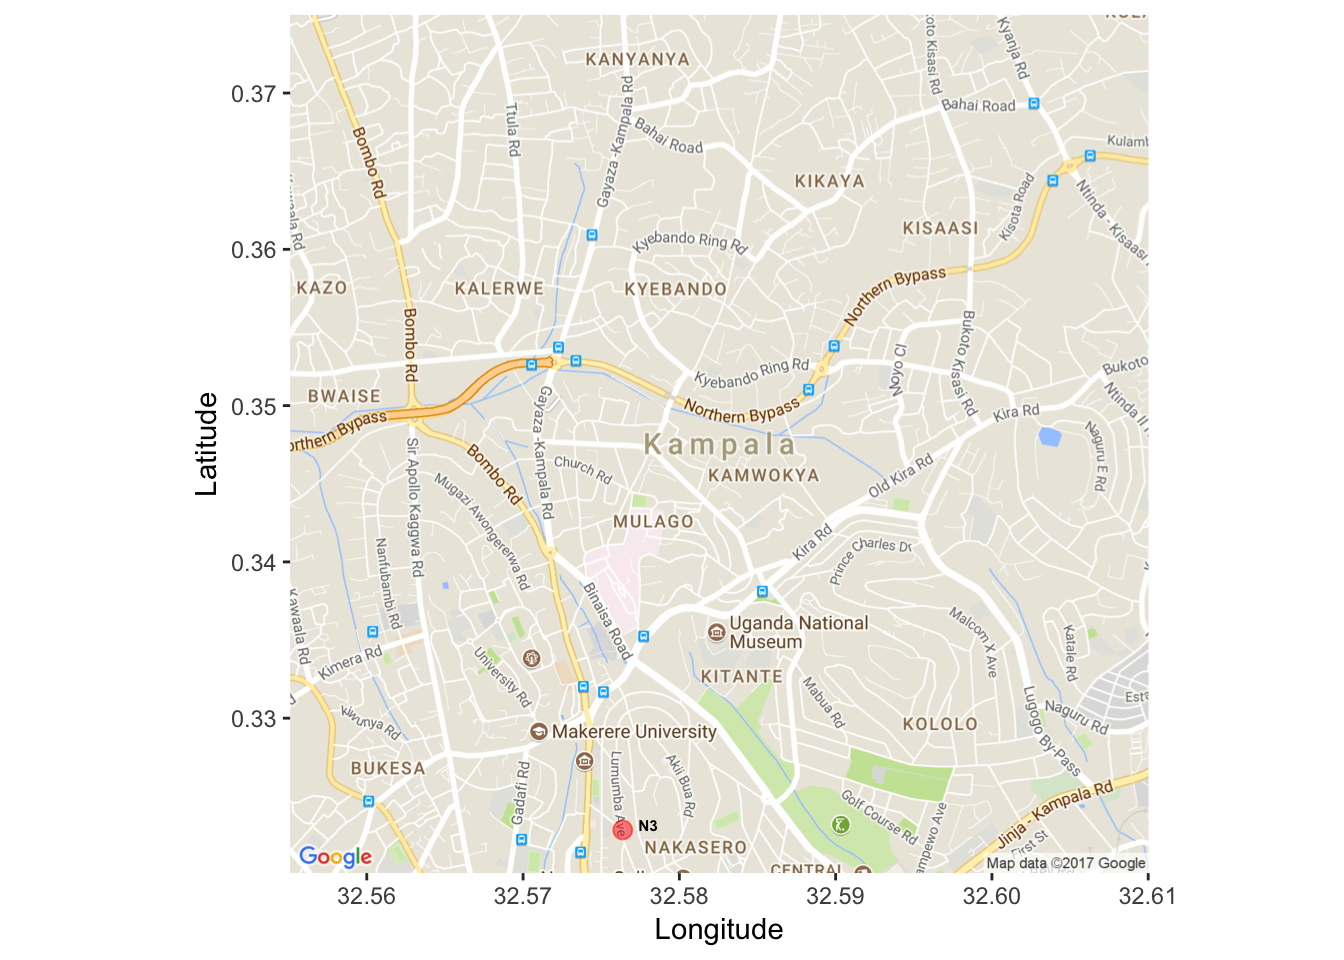 KANYANYA
Kyanja Rd
Kisasi Rd
0.37
Bahai Road
Ttula Rd
Gayaza -Kampala Rd
Bahai Road
Bombo Rd
Kulamb
KIKAYA
Kisota Road
Ntinda - Kisaasi
KISAASI
0.36
Kyebando Ring Rd
KAZO
KALERWE
KYEBANDO
Northern Bypass
Bombo Rd
Bukoto Kisasi Rd
Noyo Cl
Kyebando Ring Rd
Bukoto
BWAISE
0.35
Northern Bypass
Kira Rd
Ntinda II
orthern Bypass
Gayaza -Kampala Rd
Kampala
Naguru E Rd
Sir Apollo Kaggwa Rd
Bombo Rd
Church Rd
KAMWOKYA
Old Kira Rd
Mugazi Awongererwa Rd
MULAGO
Kira Rd
Prince Charles Dr
0.34
Nanfubambi Rd
Binaisa Road
Kawaala Rd
Uganda National
Museum
Malcom X Ave
Katale Rd
Kimera Rd
University Rd
KITANTE
Mabua Rd
Lugogo By-Pass
Naguru Rd
Esta
0.33
Kiwunya Rd
Makerere University
KOLOLO
BUKESA
Gadafi Rd
Lumumba Ave
Akii Bua Rd
Golf Course Rd
Jinja - Kampala Rd
N3
NAKASERO
First St
ampewo Ave
Google
CENTRAL
Map data ©2017 Google
32.56
32.57
32.58
32.59
32.60
32.61
Longitude
Latitude